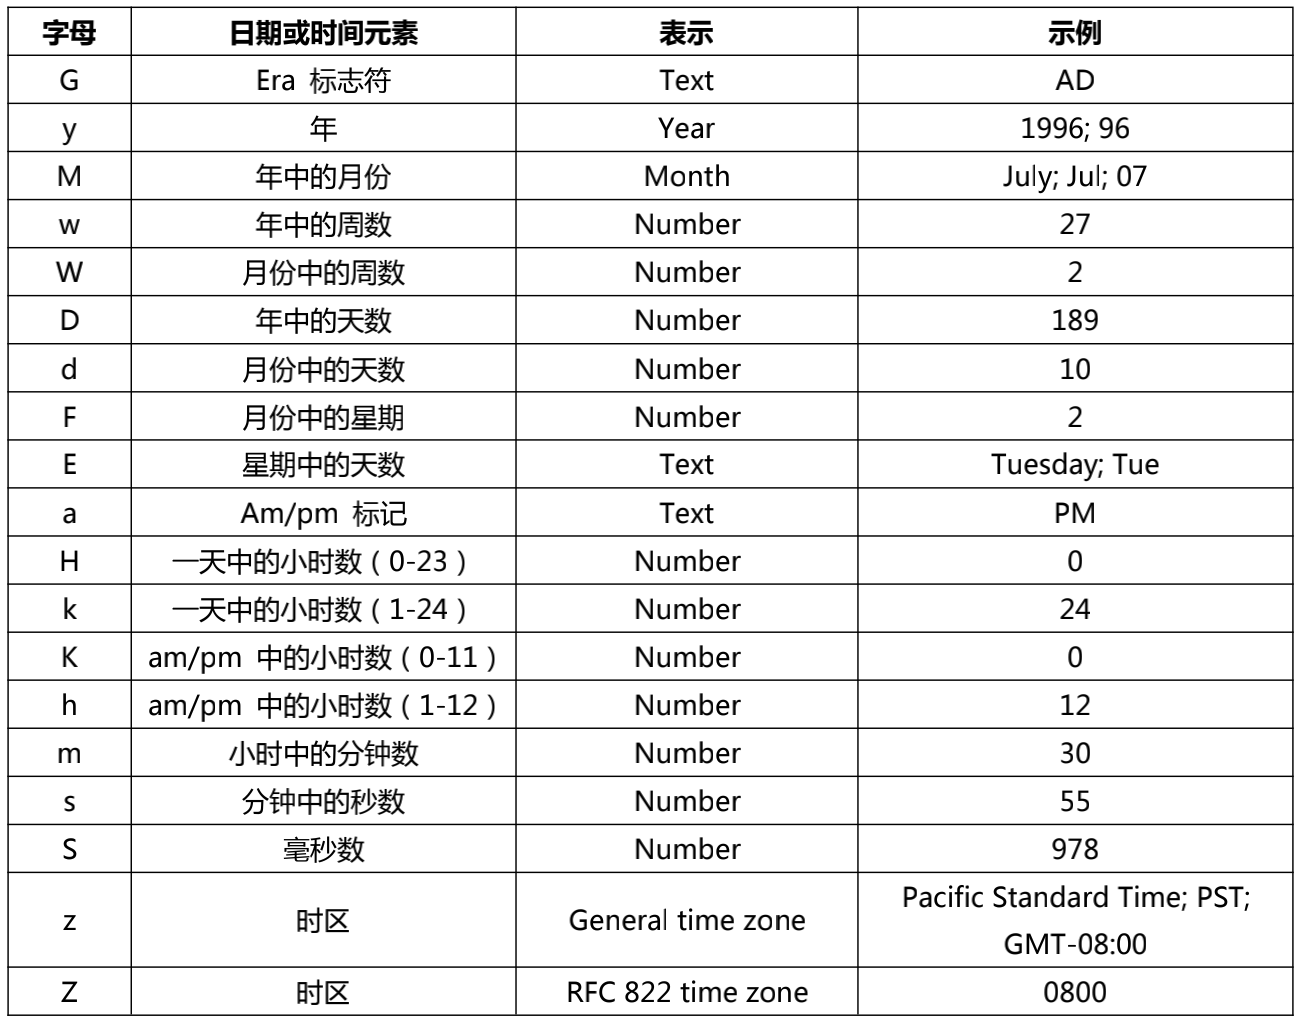 字母 日期或时间元素 表示 示例
G Era 标志符 Text AD
y 年 Year 1996; 96
M 年中的月份 Month July; Jul; 07
w 年中的周数 Number 27
W 月份中的周数 Number 2
D 年中的天数 Number 189
d 月份中的天数 Number 10
F 月份中的星期 Number 2
E 星期中的天数 Text Tuesday; Tue
a Am/pm 标记 Text PM
H 一天中的小时数（0-23） Number 0
k 一天中的小时数（1-24） Number 24
K am/pm 中的小时数（0-11） Number 0
h am/pm 中的小时数（1-12） Number 12
m 小时中的分钟数 Number 30
s 分钟中的秒数 Number 55
S 毫秒数 Number 978
z 时区 General time zone Pacific Standard Time; PST;
GMT-08:00
Z 时区 RFC 822 time zone 0800